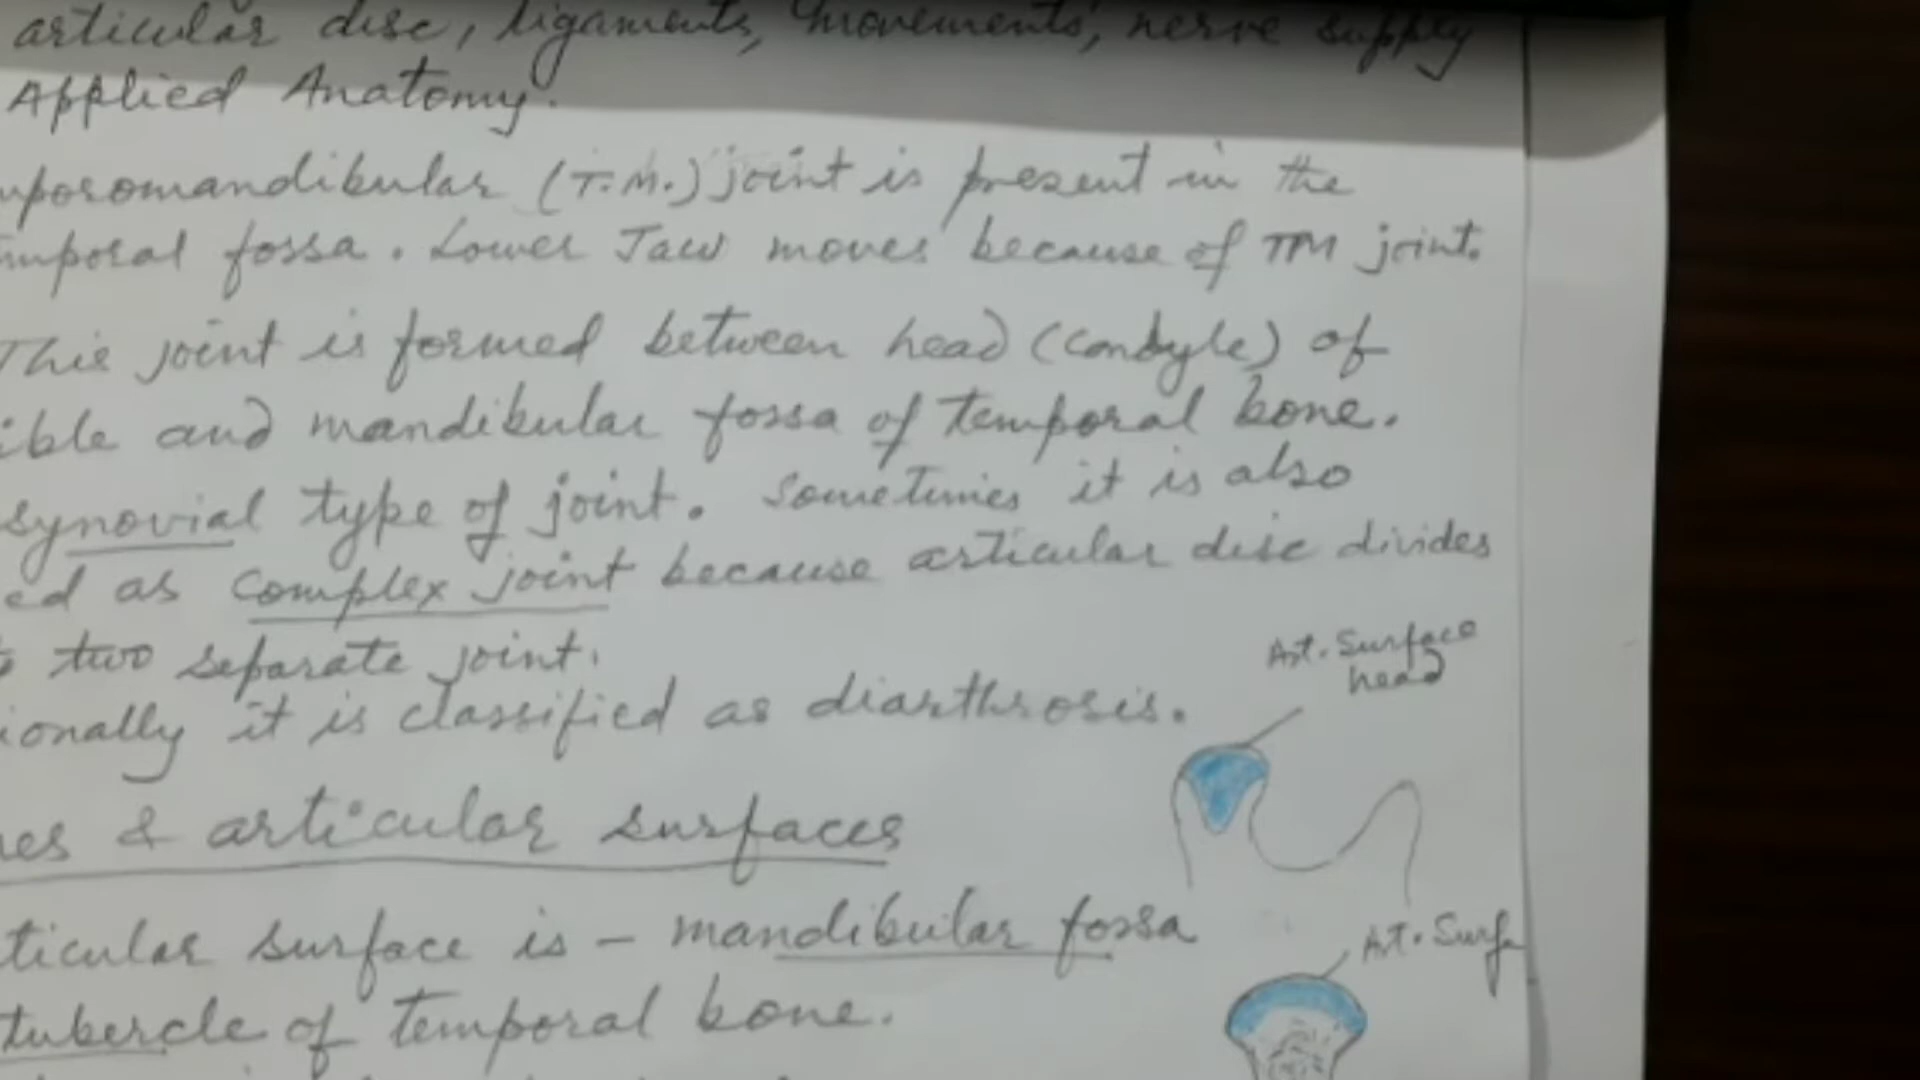 articular disc, ligaments, movements, nerve supply
Applied Anatomy.
mporomandibular (T.M.) joint is present in the
mporal fossa. Lower Jaw moves because of TM joint.
This joint is formed between head (condyle) of
ible and mandibular fossa of temporal bone.
synovial type of joint. Sometimes it is also
ed as complex joint because articular disc divides
two separate joint.
ionally it is classified as diarthrosis.
Art. Surface
head
es & articular surfaces
ticular surface is - mandibular fossa
Art. Surfa
tubercle of temporal bone.